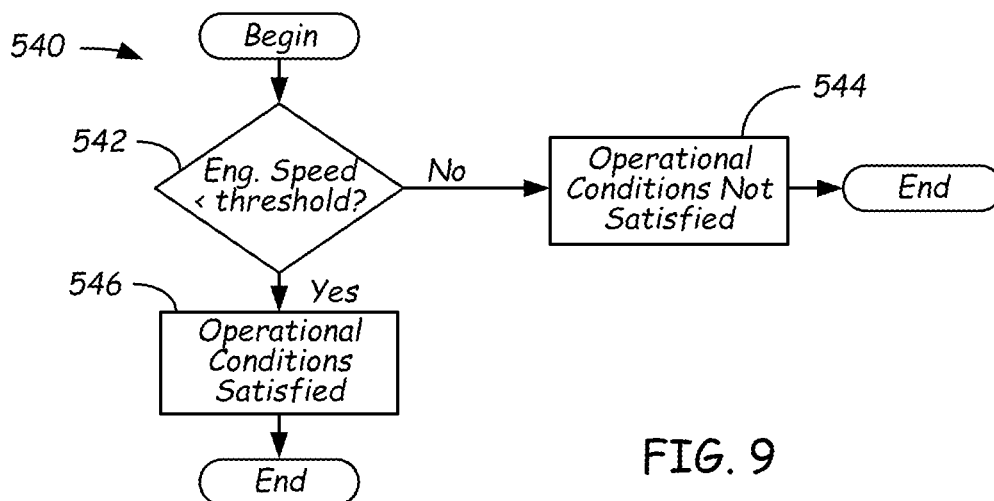 540
Begin
542
Eng. Speed
< threshold?
No
544
Operational
Conditions Not
Satisfied
End
546
Yes
Operational
Conditions
Satisfied
End
FIG. 9